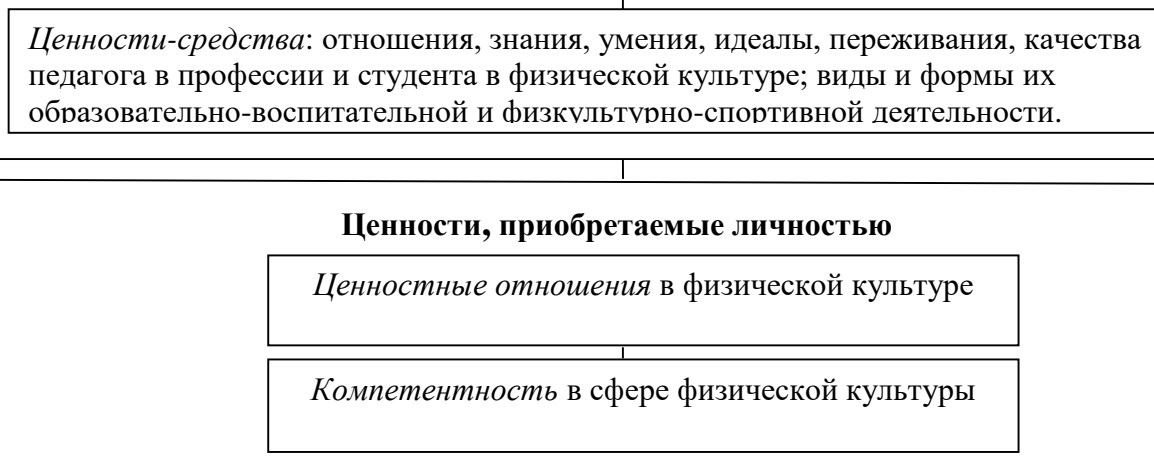 Ценности-средства: отношения, знания, умения, идеалы, переживания, качества
педагога в профессии и студента в физической культуре; виды и формы их
образовательно-воспитательной и физкультурно-спортивной деятельности.
Ценности, приобретаемые личностью
Ценностные отношения в физической культуре
Компетентность в сфере физической культуры